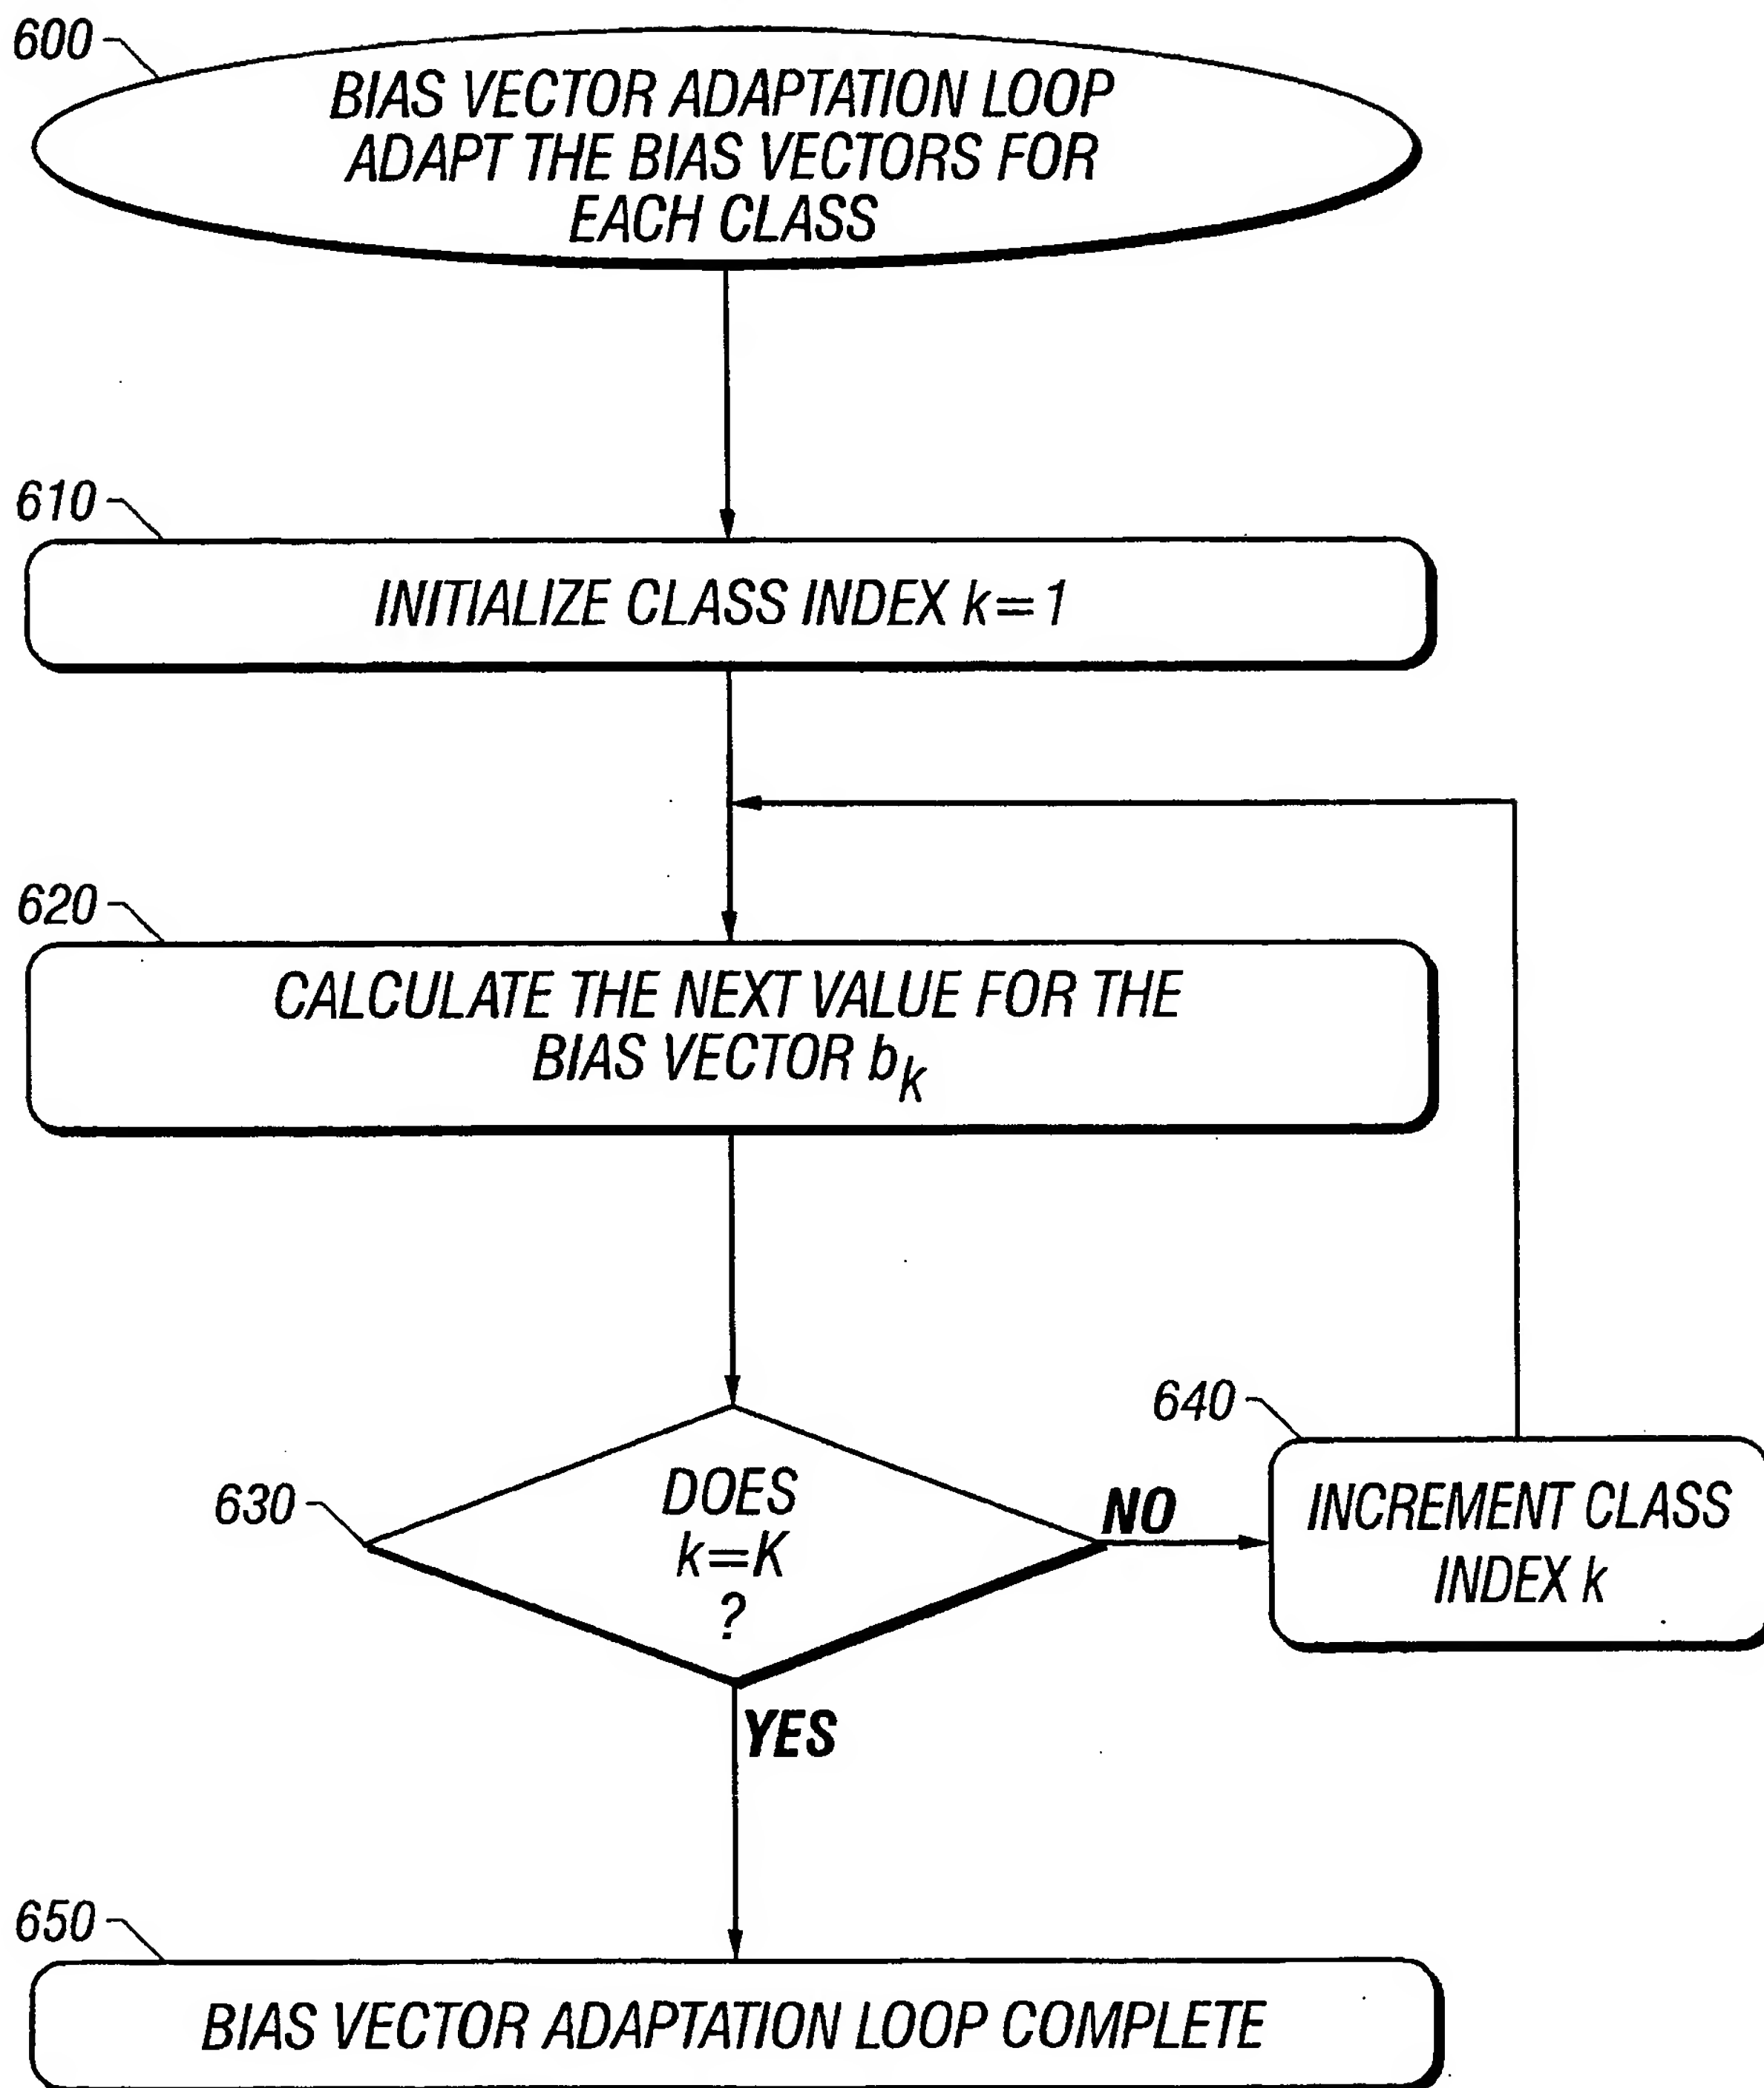 600
BIAS VECTOR ADAPTATION LOOP
ADAPT THE BIAS VECTORS FOR
EACH CLASS
610
INITIALIZE CLASS INDEX k=1
620
CALCULATE THE NEXT VALUE FOR THE
BIAS VECTOR bk
630
DOES
k=K
?
NO
640
INCREMENT CLASS
INDEX k
YES
650
BIAS VECTOR ADAPTATION LOOP COMPLETE